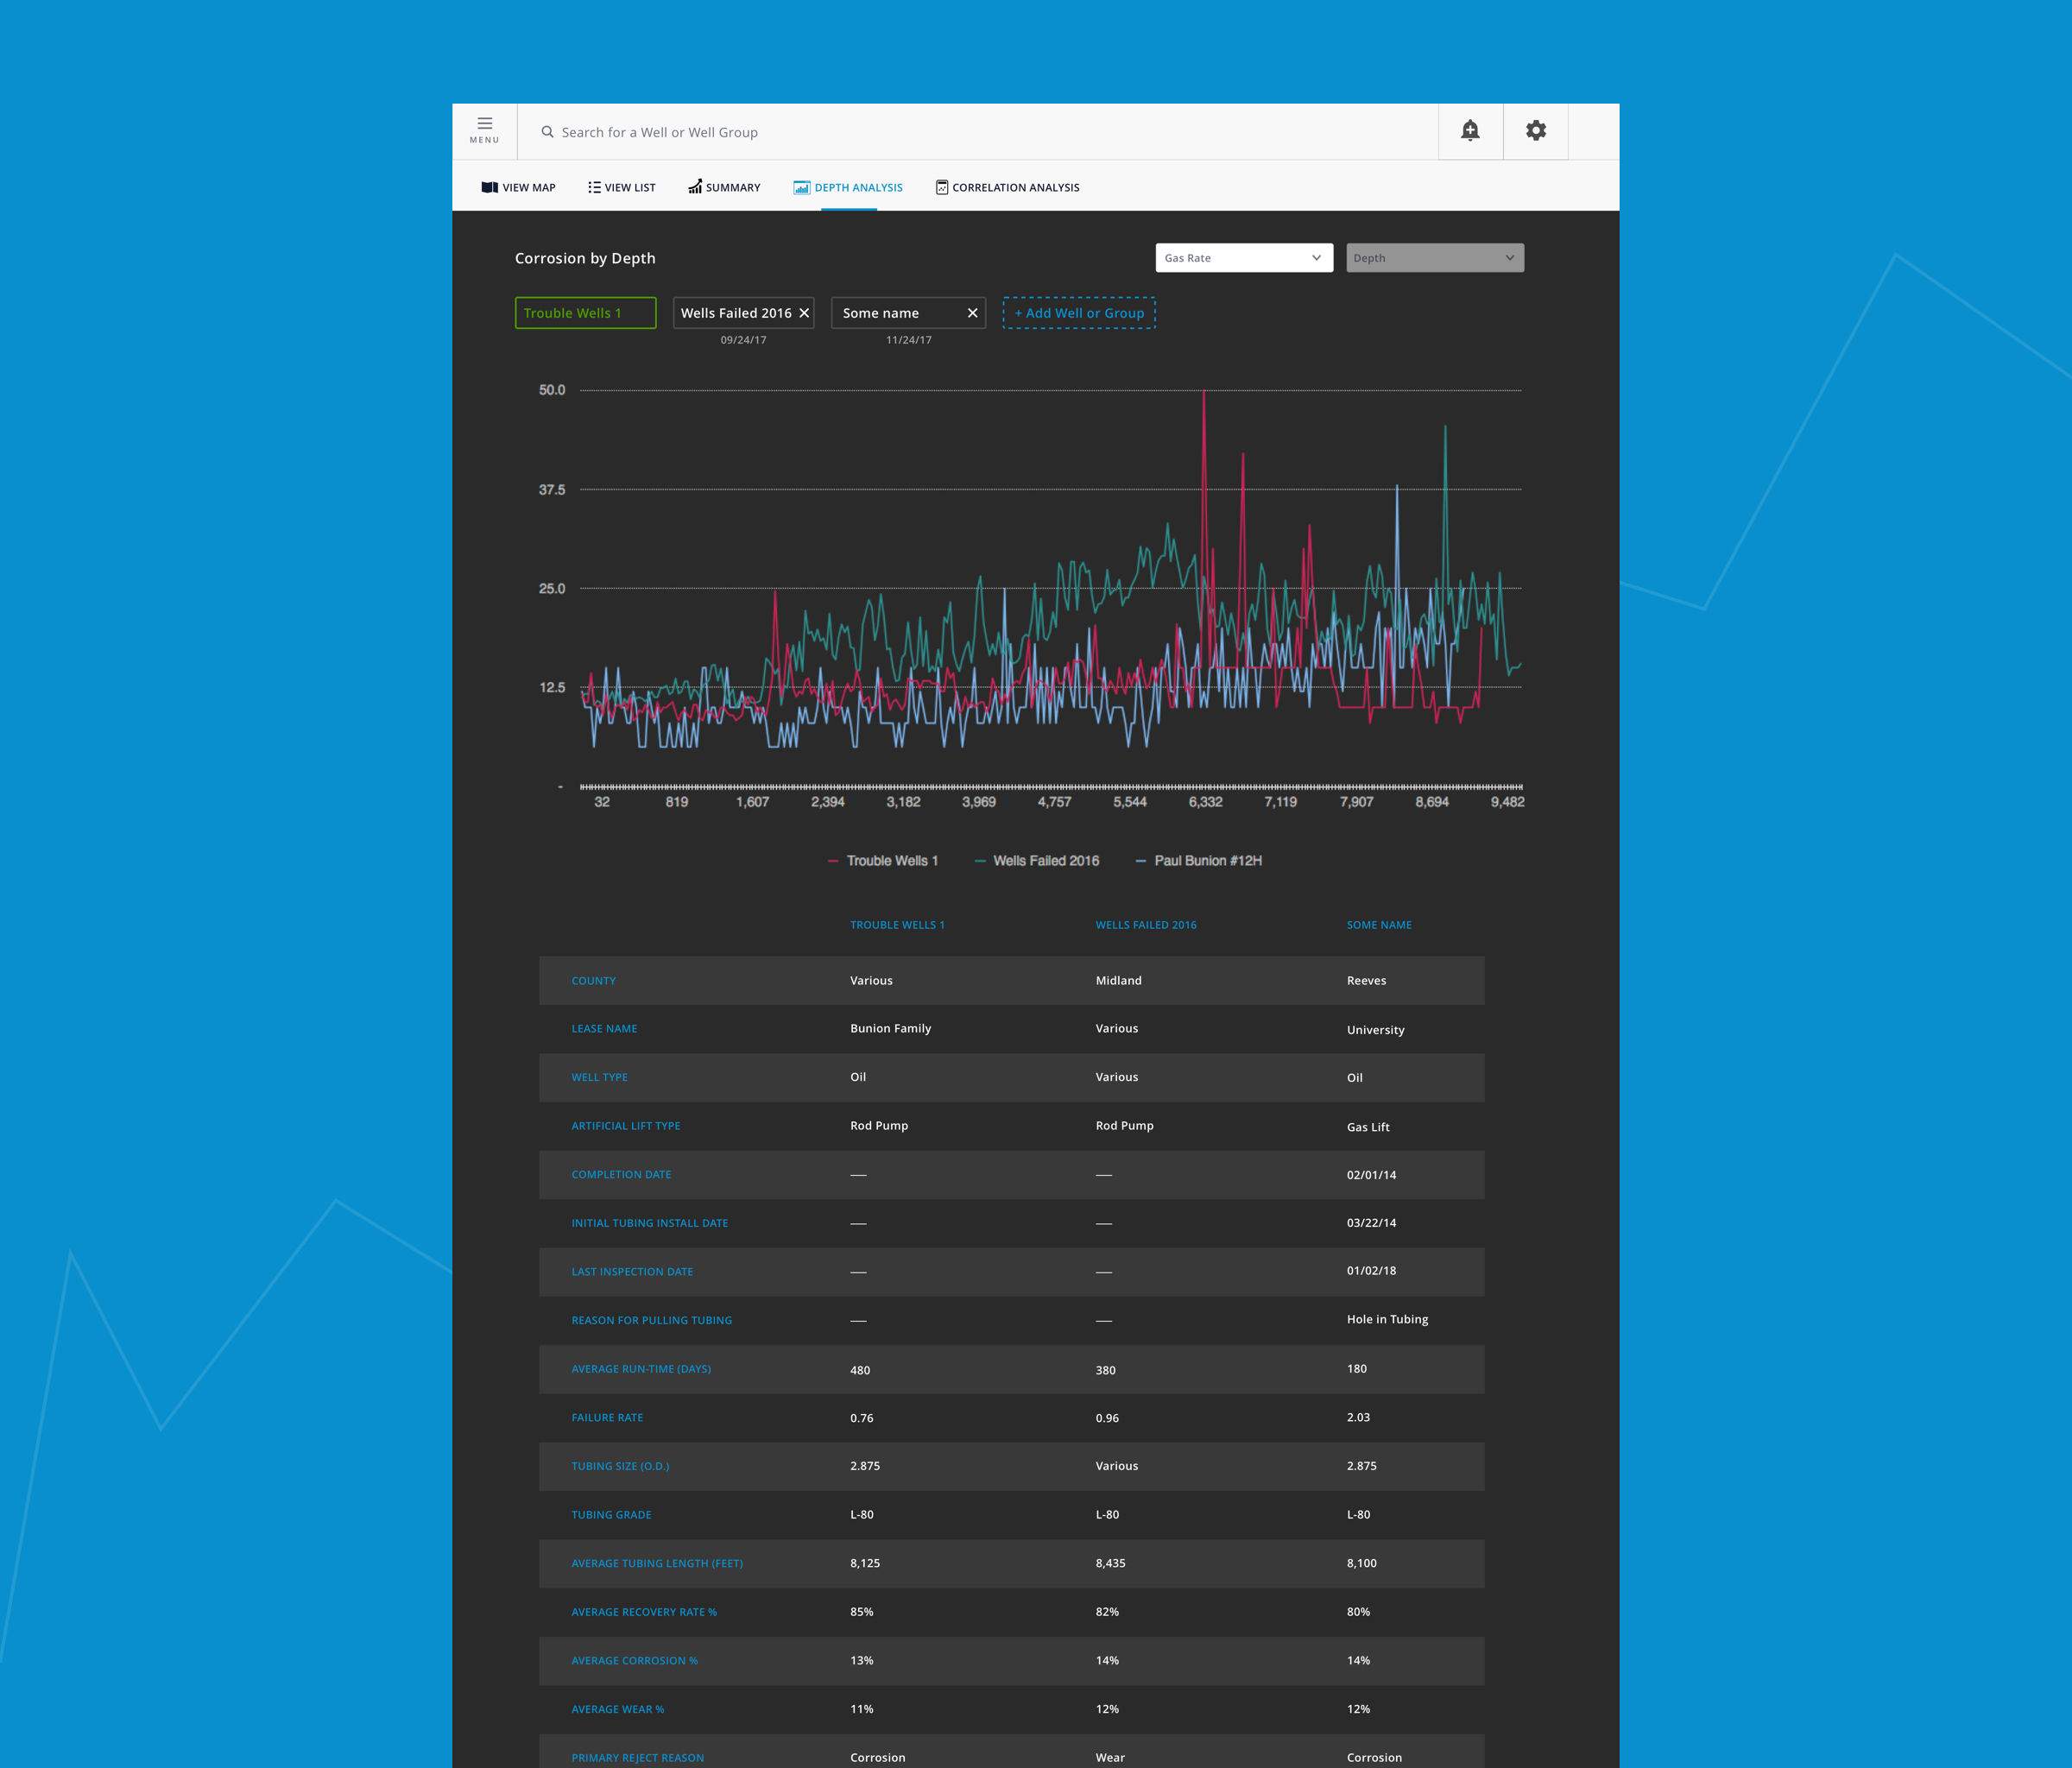 MENU
Search for a Well or Well Group
VIEW MAP VIEW LIST SUMMARY DEPTH ANALYSIS CORRELATION ANALYSIS
Corrosion by Depth
Gas Rate Depth
Trouble Wells 1 Wells Failed 2016 Some name + Add Well or Group
09/24/17 11/24/17
50.0
37.5
25.0
12.5
-
32 819 1,607 2,394 3,182 3,969 4,757 5,544 6,332 7,119 7,907 8,694 9,482
Trouble Wells 1 Wells Failed 2016 Paul Bunion #12H
TROUBLE WELLS 1 WELLS FAILED 2016 SOME NAME
COUNTY Various Midland Reeves
LEASE NAME Bunion Family Various University
WELL TYPE Oil Various Oil
ARTIFICIAL LIFT TYPE Rod Pump Rod Pump Gas Lift
COMPLETION DATE — — 02/01/14
INITIAL TUBING INSTALL DATE — — 03/22/14
LAST INSPECTION DATE — — 01/02/18
REASON FOR PULLING TUBING — — Hole in Tubing
AVERAGE RUN-TIME (DAYS) 480 380 180
FAILURE RATE 0.76 0.96 2.03
TUBING SIZE (O.D.) 2.875 Various 2.875
TUBING GRADE L-80 L-80 L-80
AVERAGE TUBING LENGTH (FEET) 8,125 8,435 8,100
AVERAGE RECOVERY RATE % 85% 82% 80%
AVERAGE CORROSION % 13% 14% 14%
AVERAGE WEAR % 11% 12% 12%
PRIMARY REJECT REASON Corrosion Wear Corrosion